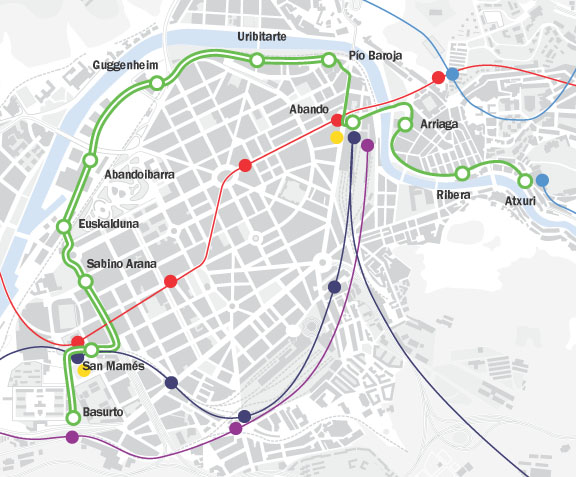 Uribitarte
Pío Baroja
Guggenheim
Abando
Arriaga
Abandoibarra
Ribera
Atxuri
Euskalduna
Sabino Arana
San Mamés
Basurto